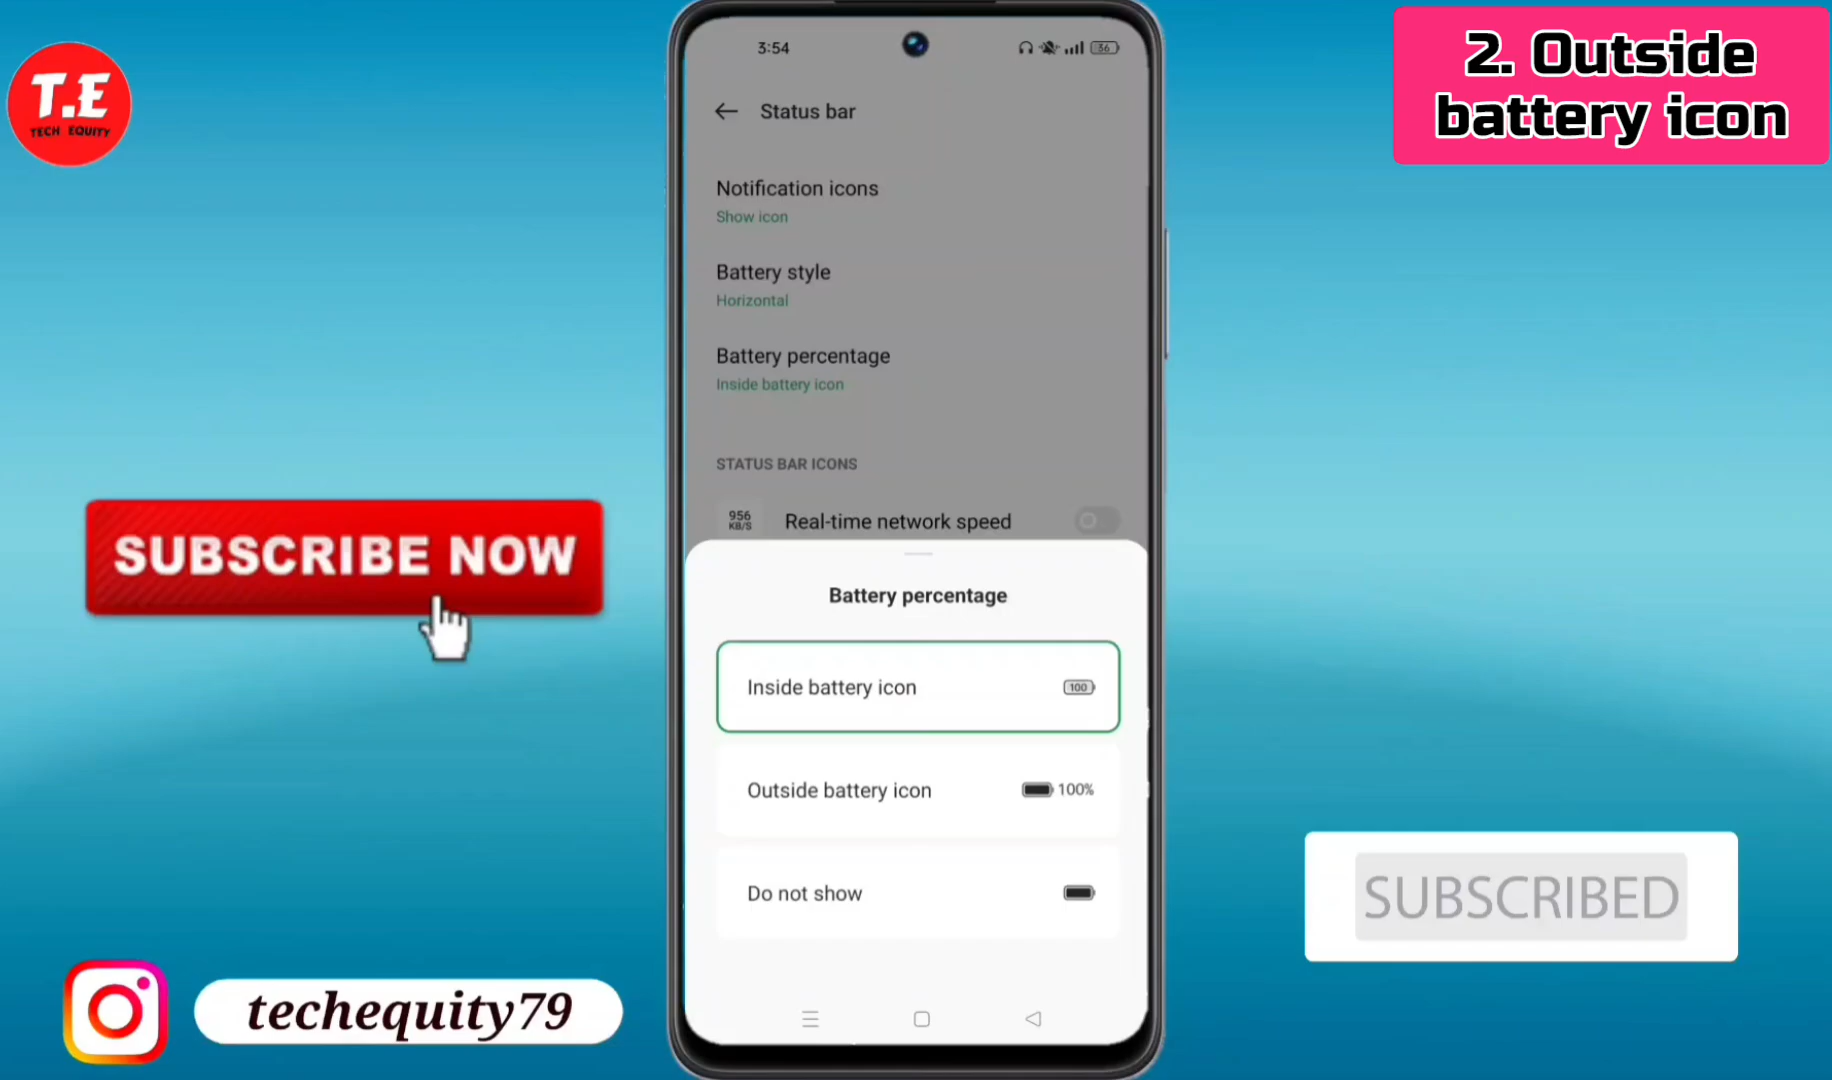 T.E
TECH EQUITY
2. Outside
battery icon
3:54
36
Status bar
Notification icons
Show icon
Battery style
Horizontal
Battery percentage
Inside battery icon
STATUS BAR ICONS
956
KB/S
Real-time network speed
Battery percentage
Inside battery icon
100
Outside battery icon
100%
Do not show
SUBSCRIBE NOW
SUBSCRIBED
techequity79